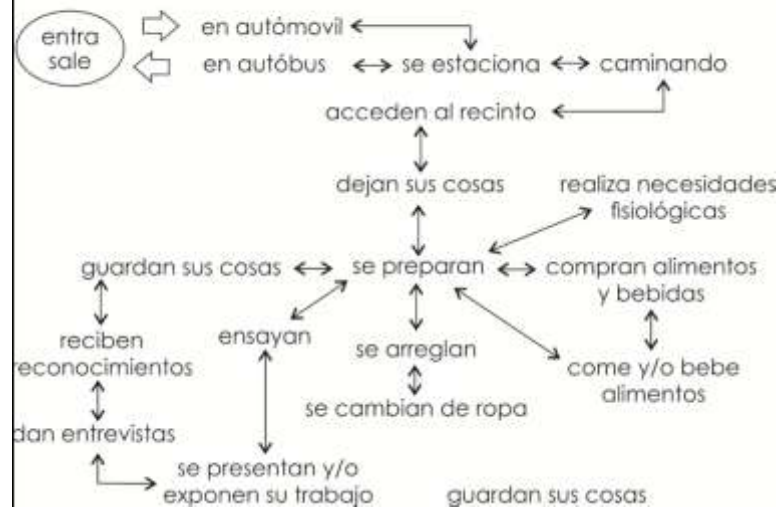 entra
sale
en autómovil
en autóbus
se estaciona
caminando
acceden al recinto
dejan sus cosas
realiza necesidades
fisiológicas
guardan sus cosas
se preparan
compran alimentos
y bebidas
reciben
reconocimientos
ensayan
se arreglan
come y/o bebe
alimentos
se cambian de ropa
dan entrevistas
se presentan y/o
exponen su trabajo
guardan sus cosas